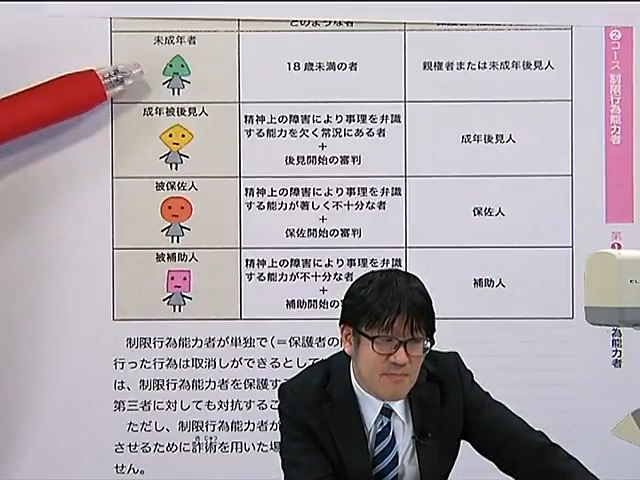 どのような者
未成年者
18歳未満の者
親権者または未成年後見人
成年被後見人
精神上の障害により事理を弁識
する能力を欠く常況にある者
+
後見開始の審判
成年後見人
被保佐人
精神上の障害により事理を弁識
する能力が著しく不十分な者
+
保佐開始の審判
保佐人
被補助人
精神上の障害により事理を弁識
する能力が不十分な者
+
補助開始の
補助人
制限行為能力者が単独で(=保護者の
行った行為は取消しができるとして
は、制限行為能力者を保護す
第三者に対しても対抗するこ
ただし、制限行為能力者が
させるために詐術を用いた場
さじゅつ
せん。
❷コース 制限行為能力者
第❶
為能力者
EL